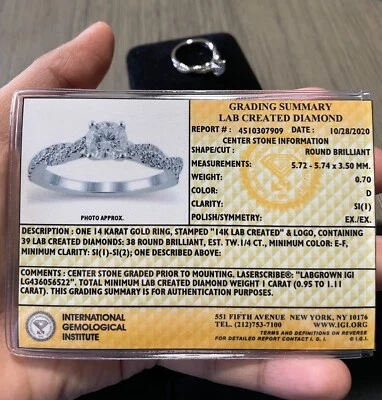 GRADING SUMMARY
LAB CREATED DIAMOND
REPORT # : 4510307909 DATE : 10/28/2020
CENTER STONE INFORMATION
SHAPE/CUT: ROUND BRILLIANT
MEASUREMENTS: 5.72 - 5.74 x 3.50 MM.
WEIGHT: 0.70
COLOR: D
CLARITY: SI(1)
POLISH/SYMMETRY: EX./EX.
PHOTO APPROX.
DESCRIPTION : ONE 14 KARAT GOLD RING, STAMPED "14K LAB CREATED" & LOGO, CONTAINING
39 LAB CREATED DIAMONDS: 38 ROUND BRILLIANT, EST. TW.1/4 CT., MINIMUM COLOR: E-F,
MINIMUM CLARITY: SI(1)-SI(2); ONE DESCRIBED ABOVE:
COMMENTS : CENTER STONE GRADED PRIOR TO MOUNTING. LASERSCRIBE®: "LABGROWN IGI
LG436056522". TOTAL MINIMUM LAB CREATED DIAMOND WEIGHT 1 CARAT (0.95 TO 1.11
CARAT). THIS GRADING SUMMARY IS FOR AUTHENTICATION PURPOSES.
INTERNATIONAL
GEMOLOGICAL
INSTITUTE
551 FIFTH AVENUE NEW YORK, NY 10176
TEL. (212)753-7100 WWW.IGI.ORG
TERMS & DEFINITIONS ON REVERSE
FOR DETAILED REPORT CONTACT I.G.I. © I.G.I.